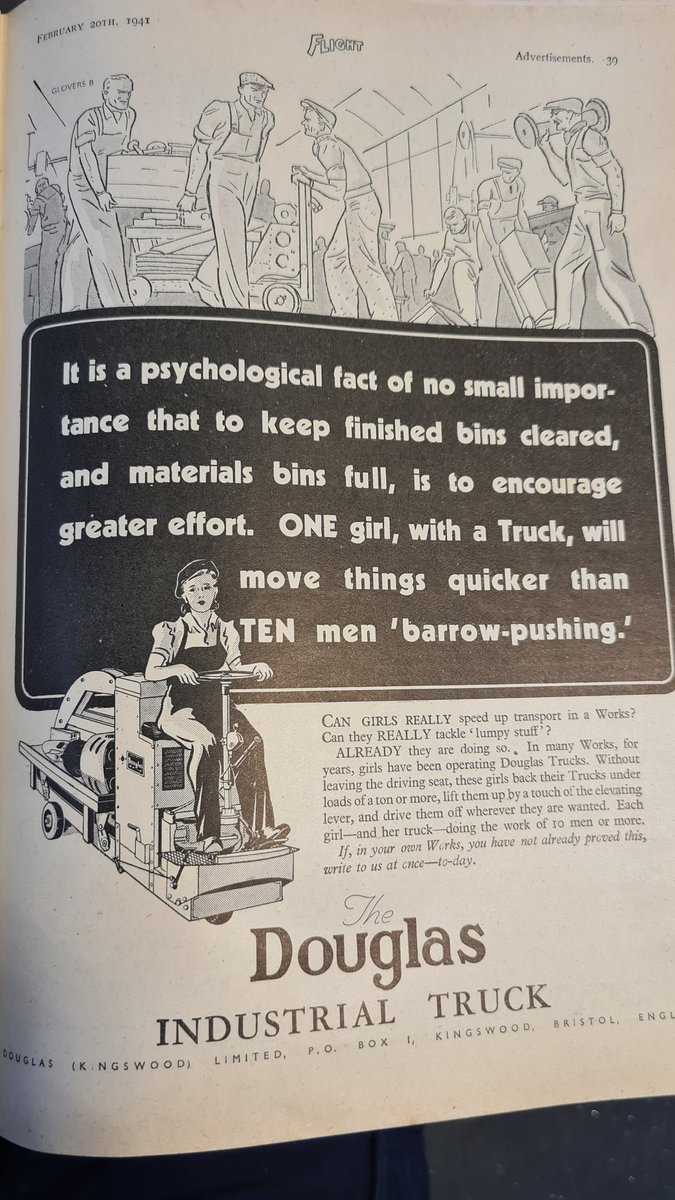 FEBRUARY 20TH, 1941
FLIGHT
Advertisements. 39
GLOVERS B
It is a psychological fact of no small impor-
tance that to keep finished bins cleared,
and materials bins full, is to encourage
greater effort. ONE girl, with a Truck, will
move things quicker than
TEN men 'barrow-pushing.'
CAN GIRLS REALLY speed up transport in a Works?
Can they REALLY tackle 'lumpy stuff'?
ALREADY they are doing so. In many Works, for
years, girls have been operating Douglas Trucks. Without
leaving the driving seat, these girls back their Trucks under
loads of a ton or more, lift them up by a touch of the elevating
lever, and drive them off wherever they are wanted. Each
girl—and her truck—doing the work of 10 men or more.
If, in your own Works, you have not already proved this,
write to us at once—to-day.
The
Douglas
INDUSTRIAL TRUCK
DOUGLAS (KINGSWOOD) LIMITED, P.O. BOX 1, KINGSWOOD, BRISTOL, ENGL